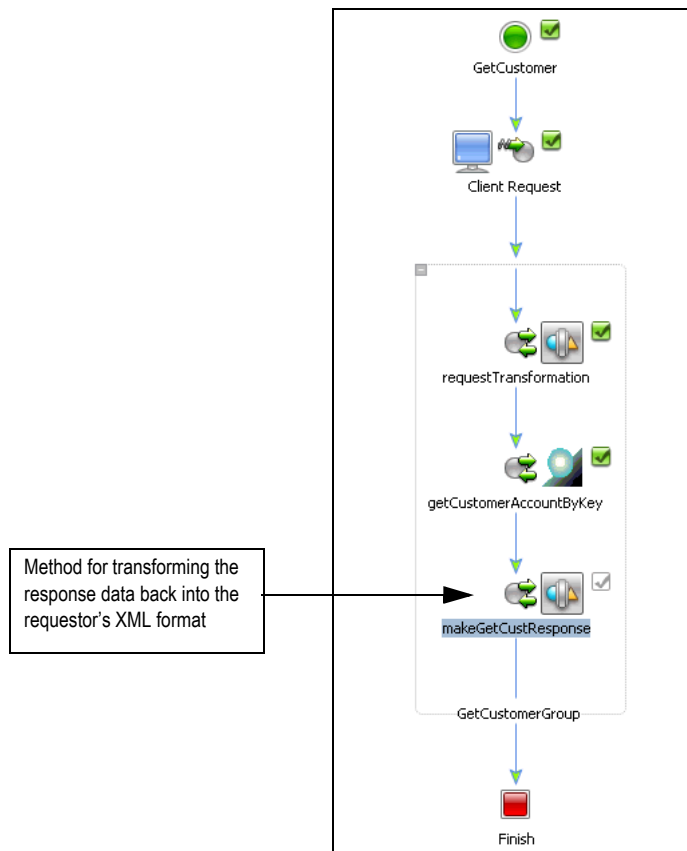 GetCustomer
Client Request
requestTransformation
getCustomerAccountByKey
Method for transforming the
response data back into the
requestor's XML format
makeGetCustResponse
GetCustomerGroup
Finish